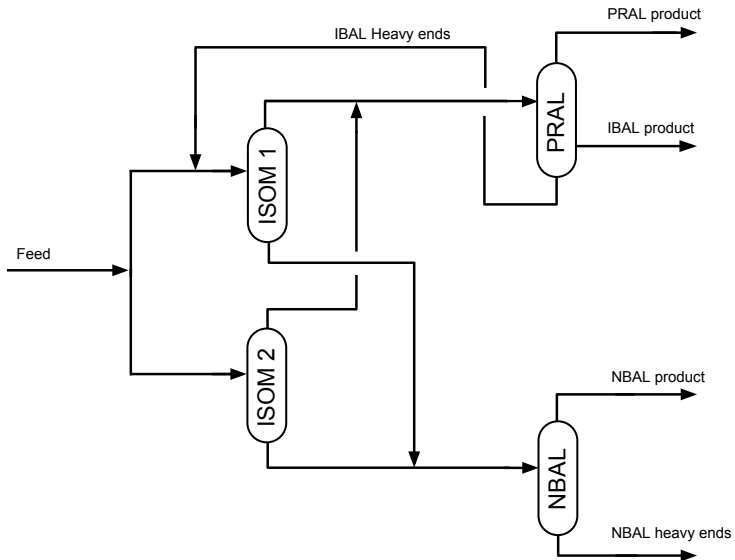 PRAL product
IBAL Heavy ends
PRAL
IBAL product
ISOM 1
Feed
ISOM 2
NBAL product
NBAL
NBAL heavy ends